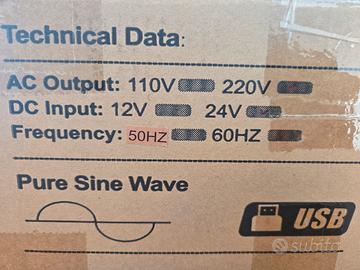 Technical Data:
AC Output: 110V 220V
DC Input: 12V 24V
Frequency: 50HZ 60HZ
Pure Sine Wave
USB
subito